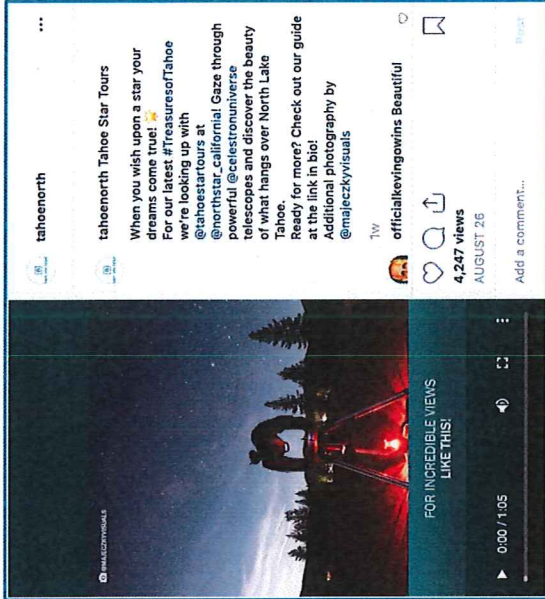 tahoenorth
tahoenorth Tahoe Star Tours
When you wish upon a star your
dreams come true!
For our latest #TreasuresofTahoe
we're looking up with
@tahoestartours at
@northstar_california! Gaze through
powerful @celestronuniverse
telescopes and discover the beauty
of what hangs over North Lake
Tahoe.
Ready for more? Check out our guide
at the link in bio!
Additional photography by
@majeczkyvisuals
1w
officialkevingowins Beautiful
4,247 views
AUGUST 26
Add a comment...
Post
@MAJECZKYVISUALS
FOR INCREDIBLE VIEWS
LIKE THIS!
0:00 / 1:05